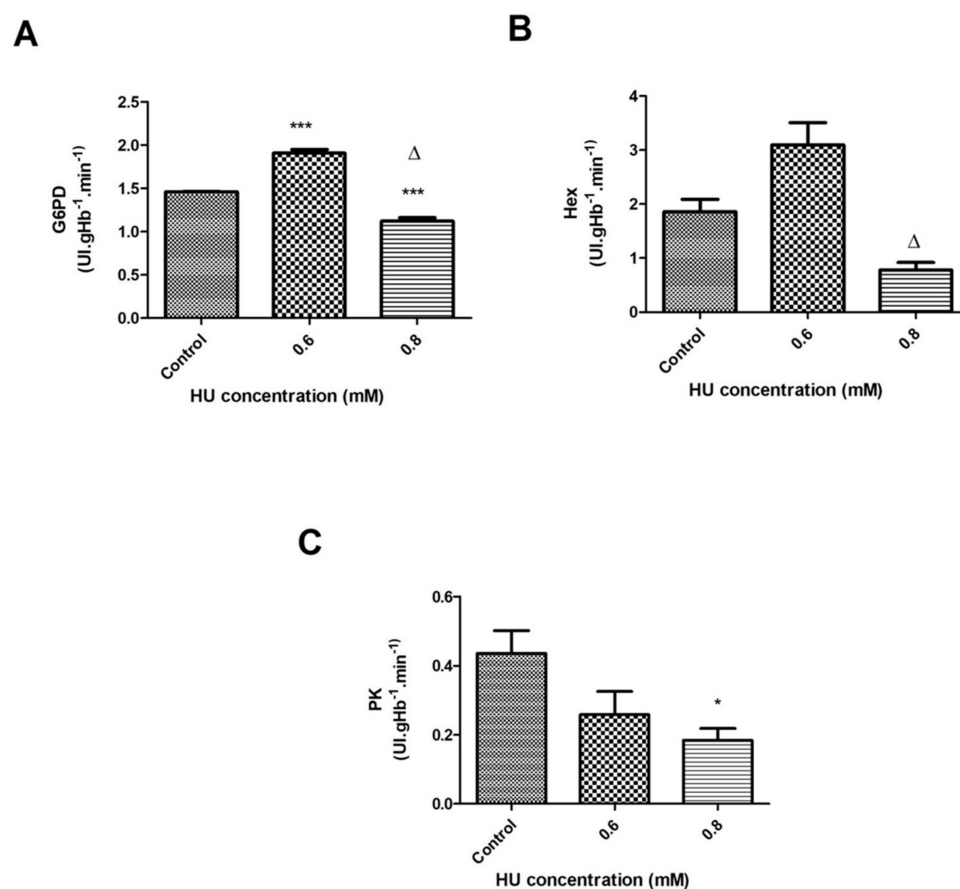 A
G6PD
(UI.gHb⁻¹.min⁻¹)
2.5
2.0
1.5
1.0
0.5
0.0
***
Δ
***
Control
0.6
0.8
HU concentration (mM)
B
Hex
(UI.gHb⁻¹.min⁻¹)
4
3
2
1
0
Δ
Control
0.6
0.8
HU concentration (mM)
C
PK
(UI.gHb⁻¹.min⁻¹)
0.6
0.4
0.2
0.0
*
Control
0.6
0.8
HU concentration (mM)